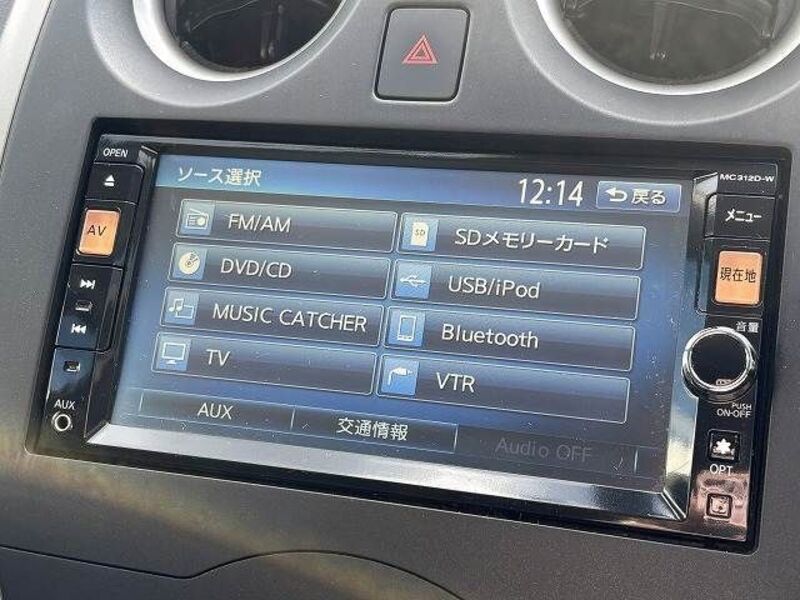 OPEN
MC312D-W
ソース選択
12:14
戻る
メニュー
AV
FM/AM
SD
SDメモリーカード
現在地
DVD/CD
USB/iPod
MUSIC CATCHER
Bluetooth
音量
TV
VTR
PUSH
ON-OFF
AUX
AUX
交通情報
Audio OFF
OPT